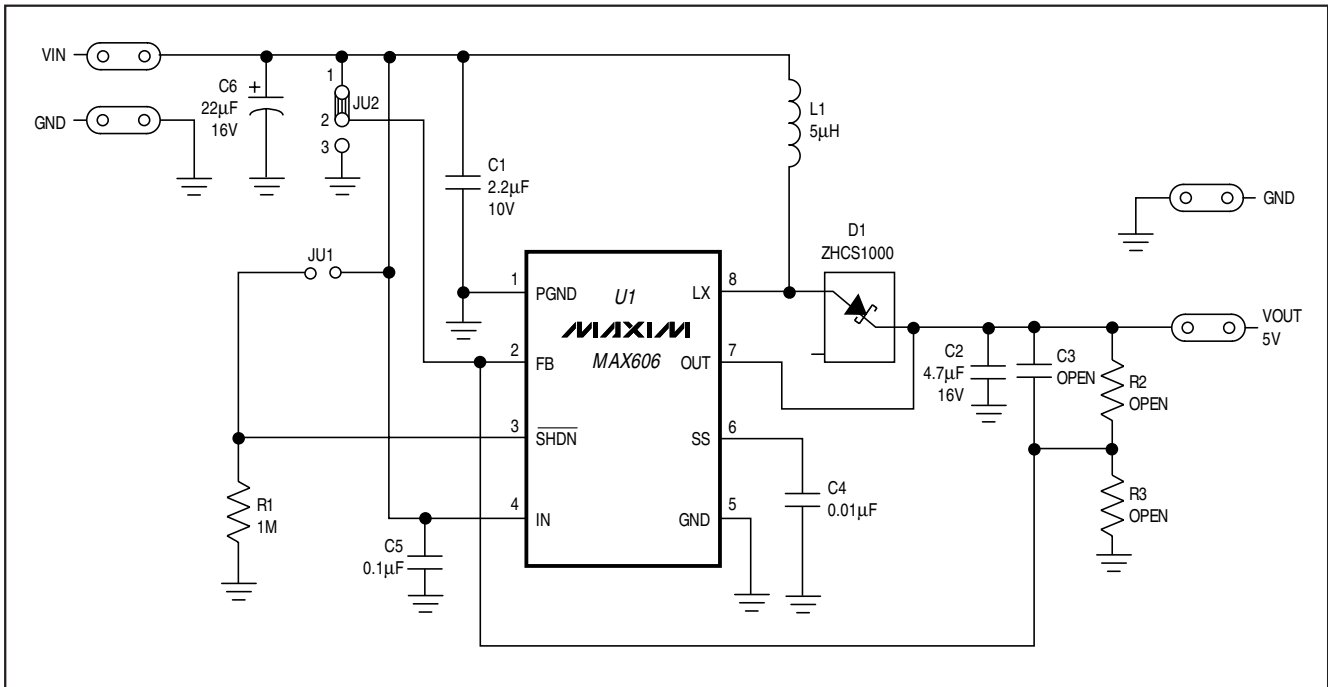 VIN
GND
C6
+
22µF
16V
1
JU2
2
3
C1
2.2µF
10V
L1
5µH
GND
JU1
D1
ZHCS1000
1
PGND
U1
MAXIM
MAX606
LX
8
2
FB
OUT
7
3
SHDN
SS
6
4
IN
GND
5
VOUT
5V
C2
4.7µF
16V
C3
OPEN
R2
OPEN
R3
OPEN
C4
0.01µF
R1
1M
C5
0.1µF